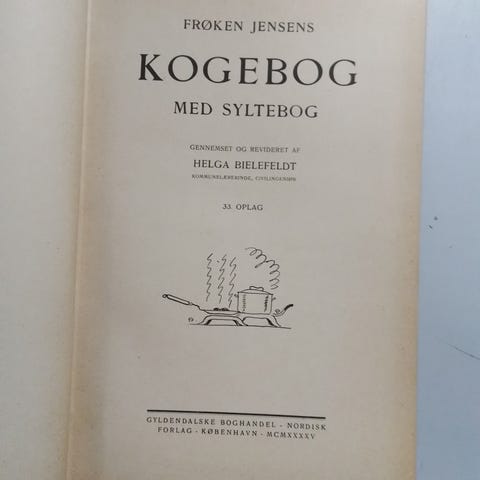 FRØKEN JENSENS
KOGEBOG
MED SYLTEBOG
GENNEMSET OG REVIDERET AF
HELGA BIELEFELDT
KOMMUNELÆRERINDE, CIVILINGENIØR
33. OPLAG
GYLDENDALSKE BOGHANDEL - NORDISK
FORLAG - KØBENHAVN - MCMXXXXV